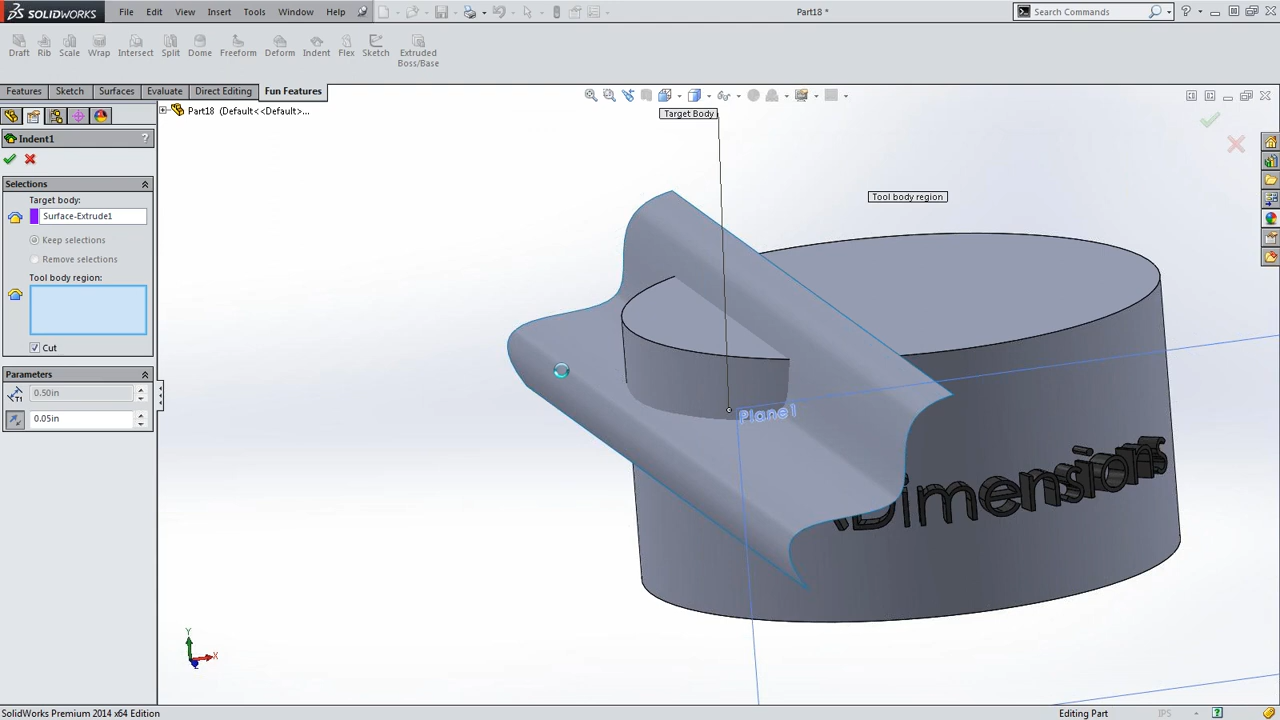 SOLIDWORKS File Edit View Insert Tools Window Help Part18 * Search Commands
Draft Rib Scale Wrap Intersect Split Dome Freeform Deform Indent Flex Sketch Extruded Boss/Base
Features Sketch Surfaces Evaluate Direct Editing Fun Features
Part18 (Default<<Default>...
Target Body
Indent1 ?
Selections
Target body:
Surface-Extrude1
Keep selections
Remove selections
Tool body region:
Cut
Parameters
0.50in
0.05in
Tool body region
Plane1
Dimensions
Y
X
SolidWorks Premium 2014 x64 Edition Editing Part IPS